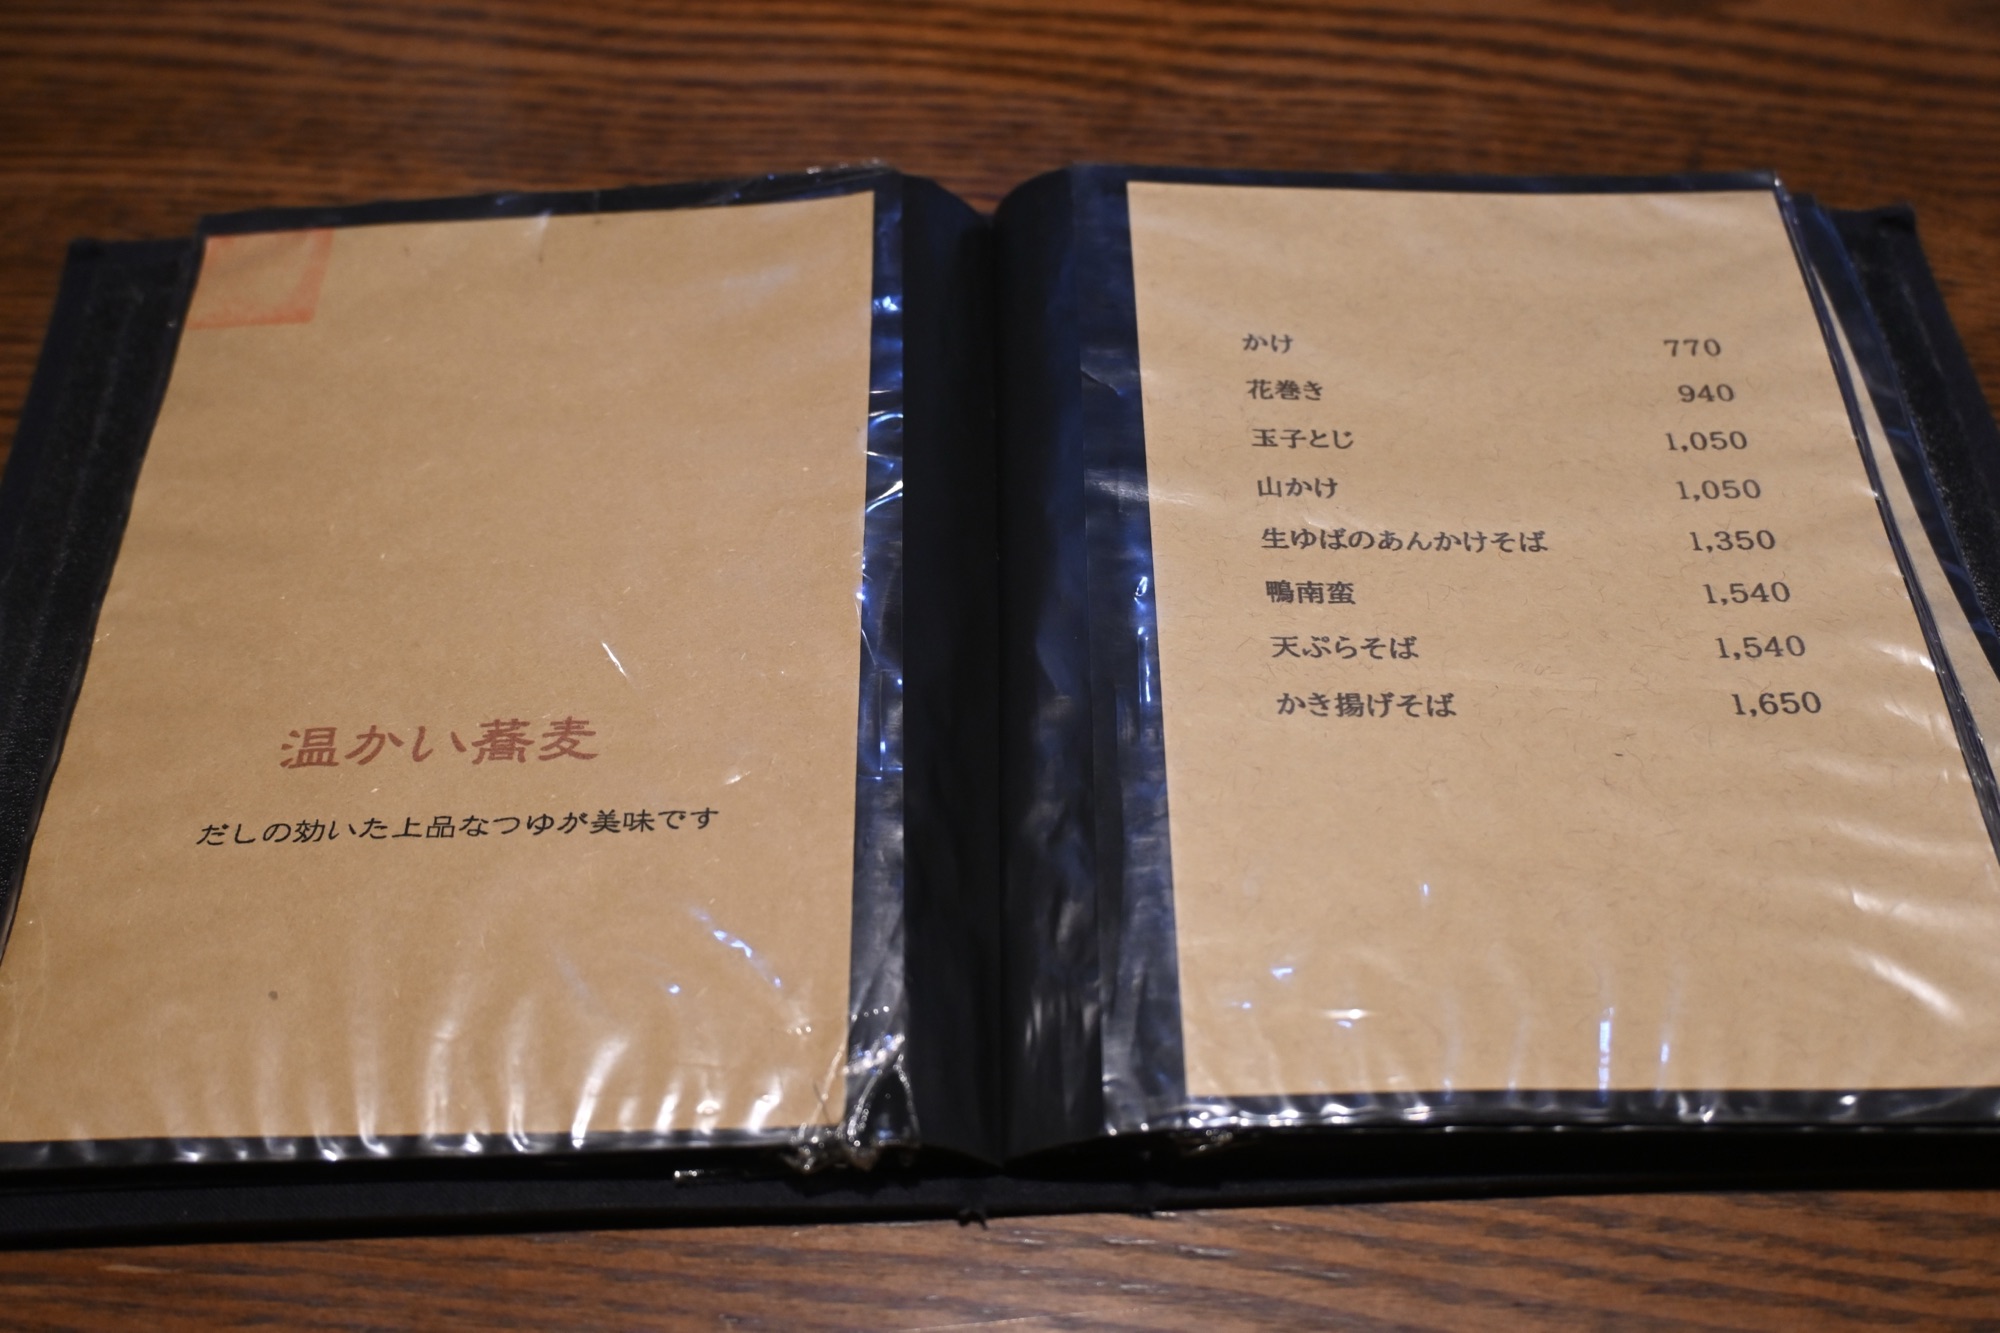 温かい蕎麦
だしの効いた上品なつゆが美味です
かけ 770
花巻き 940
玉子とじ 1,050
山かけ 1,050
生ゆばのあんかけそば 1,350
鴨南蛮 1,540
天ぷらそば 1,540
かき揚げそば 1,650